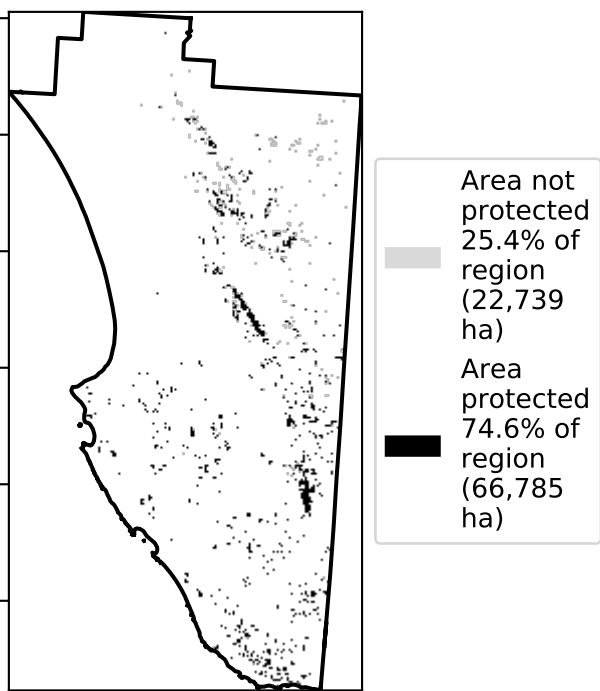 Area not
protected
25.4% of
region
(22,739
ha)
Area
protected
74.6% of
region
(66,785
ha)